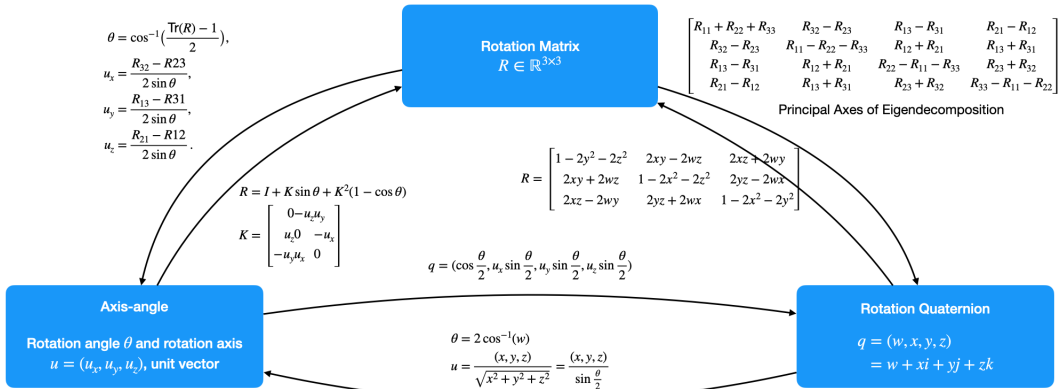 θ = cos⁻¹((Tr(R) − 1)/2),
u_x = (R_32 − R23)/(2 sin θ),
u_y = (R_13 − R31)/(2 sin θ),
u_z = (R_21 − R12)/(2 sin θ).
Rotation Matrix
R ∈ ℝ^{3×3}
[R_11 + R_22 + R_33 R_32 − R_23 R_13 − R_31 R_21 − R_12
R_32 − R_23 R_11 − R_22 − R_33 R_12 + R_21 R_13 + R_31
R_13 − R_31 R_12 + R_21 R_22 − R_11 − R_33 R_23 + R_32
R_21 − R_12 R_13 + R_31 R_23 + R_32 R_33 − R_11 − R_22]
Principal Axes of Eigendecomposition
R = [1 − 2y² − 2z² 2xy − 2wz 2xz + 2wy
2xy + 2wz 1 − 2x² − 2z² 2yz − 2wx
2xz − 2wy 2yz + 2wx 1 − 2x² − 2y²]
R = I + K sin θ + K²(1 − cos θ)
K = [0−u_z u_y
u_z 0 −u_x
−u_y u_x 0]
q = (cos θ/2, u_x sin θ/2, u_y sin θ/2, u_z sin θ/2)
Axis-angle
Rotation angle θ and rotation axis
u = (u_x, u_y, u_z), unit vector
θ = 2 cos⁻¹(w)
u = (x, y, z)/√(x² + y² + z²) = (x, y, z)/(sin θ/2)
Rotation Quaternion
q = (w, x, y, z)
= w + xi + yj + zk